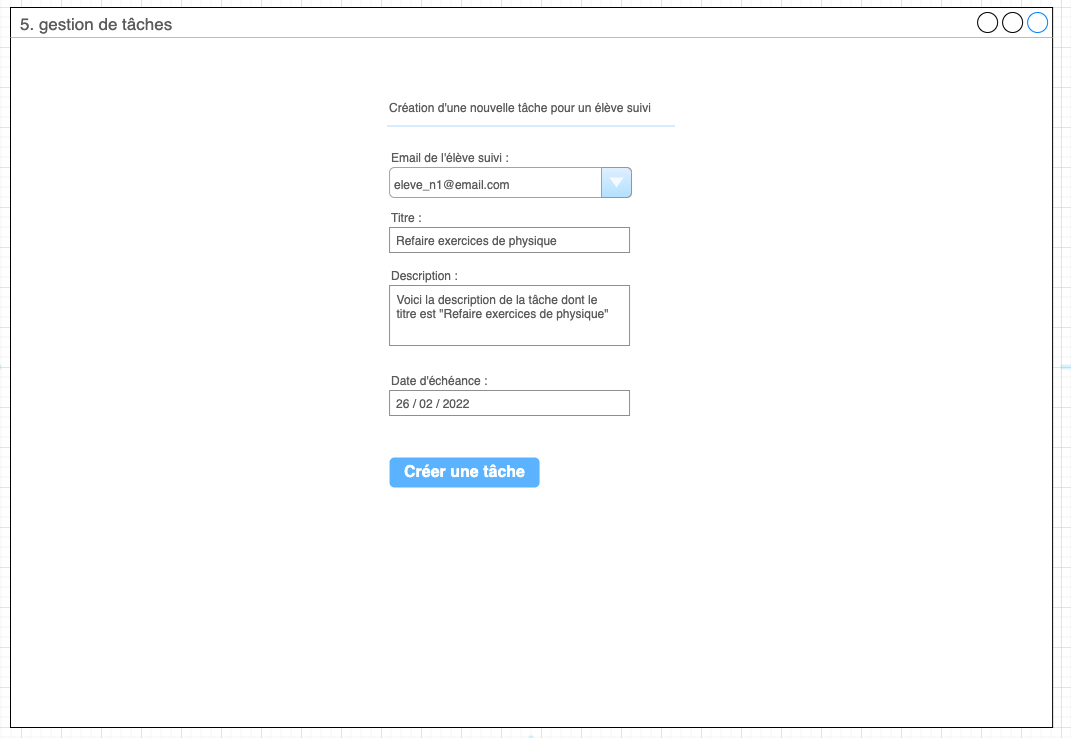 5. gestion de tâches
Création d'une nouvelle tâche pour un élève suivi
Email de l'élève suivi :
eleve_n1@email.com
Titre :
Refaire exercices de physique
Description :
Voici la description de la tâche dont le
titre est "Refaire exercices de physique"
Date d'échéance :
26 / 02 / 2022
Créer une tâche